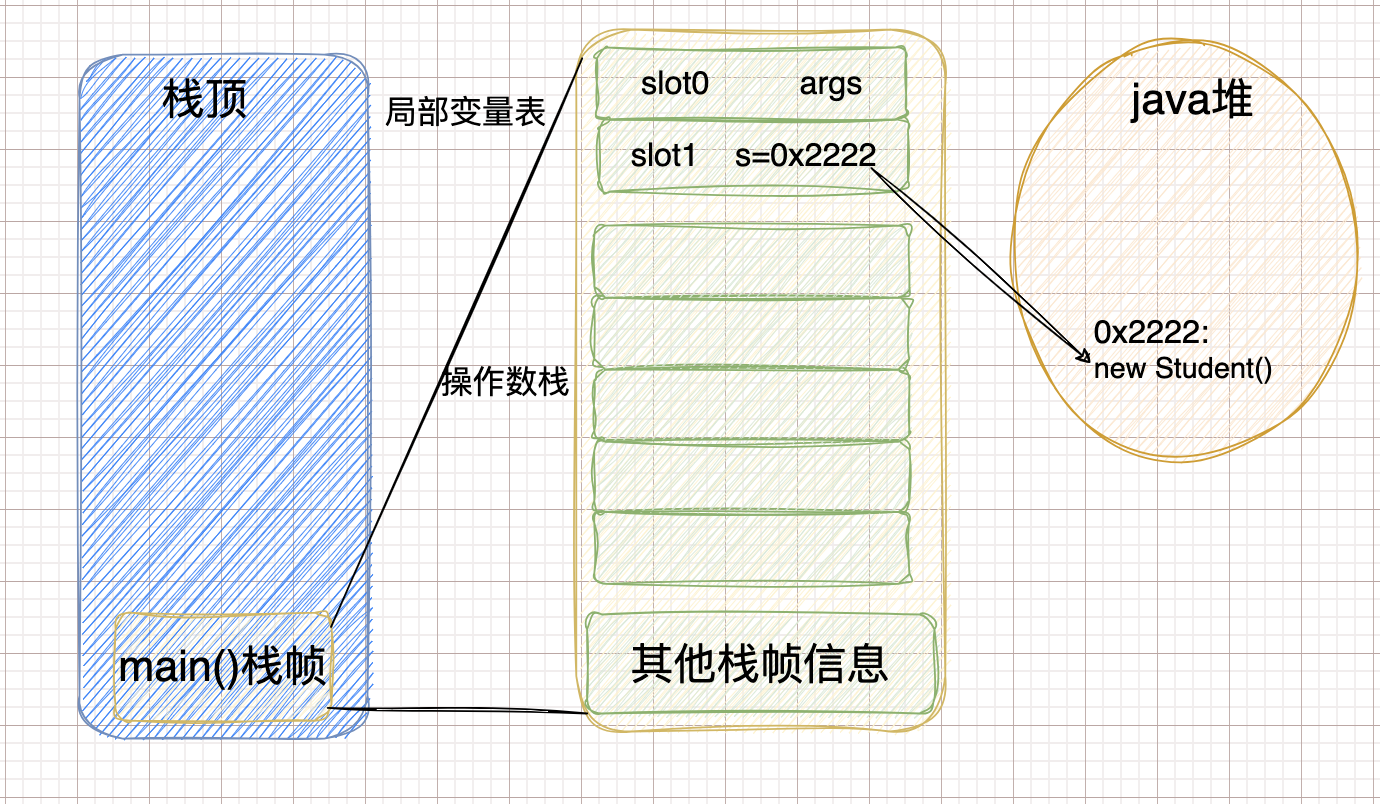 栈顶
局部变量表
slot0 args
slot1 s=0x2222
java堆
0x2222:
new Student()
操作数栈
main()栈帧
其他栈帧信息